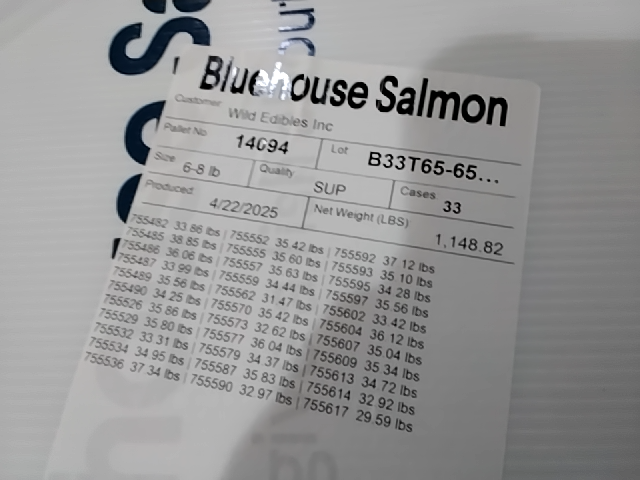 Bluehouse Salmon
Customer
Wild Edibles Inc
Pallet No 14094 Lot B33T65-65...
Size 6-8 lb Quality SUP Cases 33
Produced 4/22/2025 Net Weight (LBS) 1,148.82
755482 33.86 lbs | 755552 35.42 lbs | 755592 37.12 lbs
755485 38.85 lbs | 755555 35.60 lbs | 755593 35.10 lbs
755486 36.06 lbs | 755557 35.63 lbs | 755595 34.28 lbs
755487 33.99 lbs | 755559 34.44 lbs | 755597 35.56 lbs
755489 35.56 lbs | 755562 31.47 lbs | 755602 33.42 lbs
755490 34.25 lbs | 755570 35.42 lbs | 755604 36.12 lbs
755526 35.86 lbs | 755573 32.62 lbs | 755607 35.04 lbs
755529 35.80 lbs | 755577 36.04 lbs | 755609 35.34 lbs
755532 33.31 lbs | 755579 34.37 lbs | 755613 34.72 lbs
755534 34.95 lbs | 755587 35.83 lbs | 755614 32.92 lbs
755536 37.34 lbs | 755590 32.97 lbs | 755617 29.59 lbs